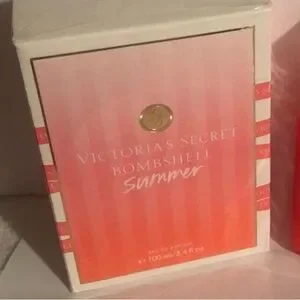 VICTORIA'S SECRET
BOMBSHELL
Summer
EAU DE PARFUM
e 100 ml/3.4 fl oz